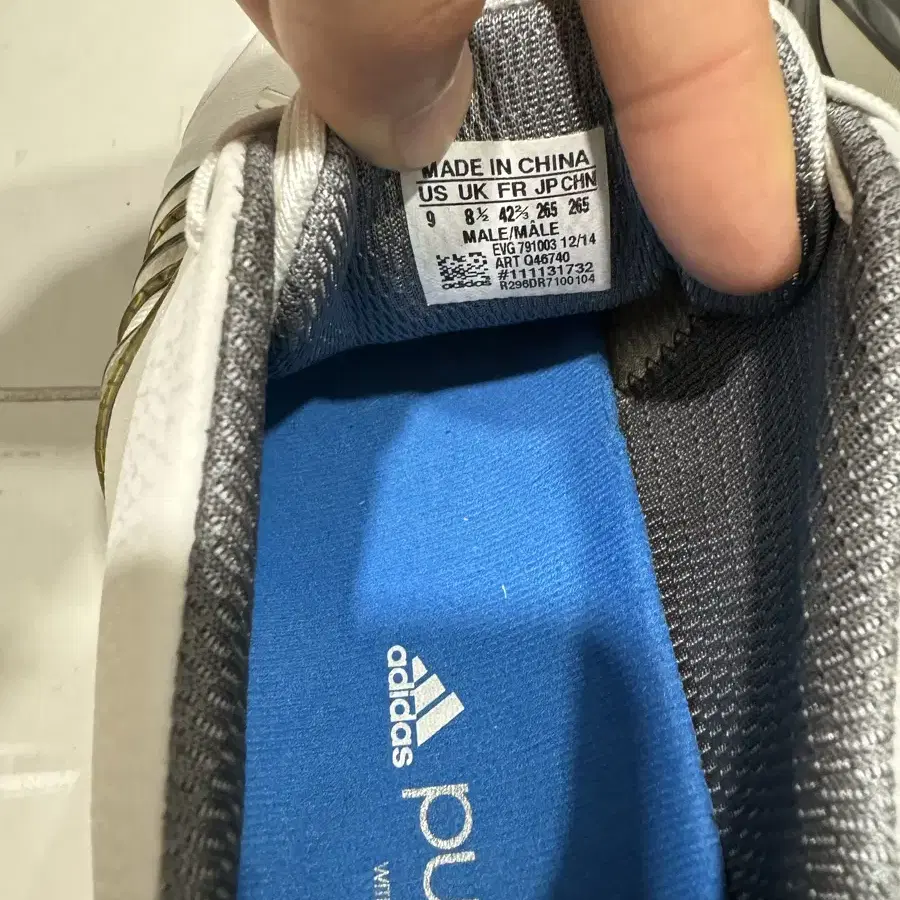 MADE IN CHINA
US UK FR JP CHN
9 8½ 42⅔ 265 265
MALE/MÂLE
EVG 791003 12/14
ART Q46740
#111131732
adidas R296DR7100104
adidas